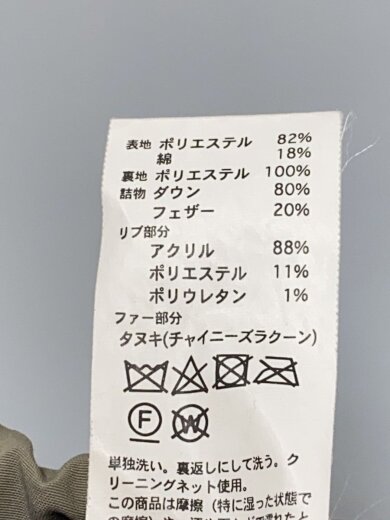 表地 ポリエステル 82%
綿 18%
裏地 ポリエステル 100%
詰物 ダウン 80%
フェザー 20%
リブ部分
アクリル 88%
ポリエステル 11%
ポリウレタン 1%
ファー部分
タヌキ(チャイニーズラクーン)
F W
単独洗い。裏返しにして洗う。ク
リーニングネット使用。
この商品は摩擦（特に湿った状態で